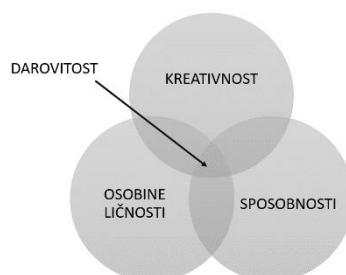 DAROVITOST
KREATIVNOST
OSOBINE
LIČNOSTI
SPOSOBNOSTI